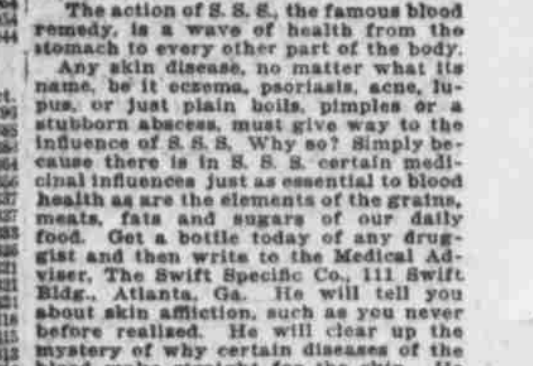 The action of S. S. S., the famous blood
remedy, is a wave of health from the
stomach to every other part of the body.
Any skin disease, no matter what its
name, be it eczema, psoriasis, acne, lu-
pus, or just plain boils, pimples or a
stubborn abscess, must give way to the
influence of S. S. S. Why so? Simply be-
cause there is in S. S. S. certain medi-
cinal influences just as essential to blood
health as are the elements of the grains,
meats, fats and sugars of our daily
food. Get a bottle today of any drug-
gist and then write to the Medical Ad-
viser, The Swift Specific Co., 111 Swift
Bldg., Atlanta, Ga. He will tell you
about skin affliction, such as you never
before realized. He will clear up the
mystery of why certain diseases of the